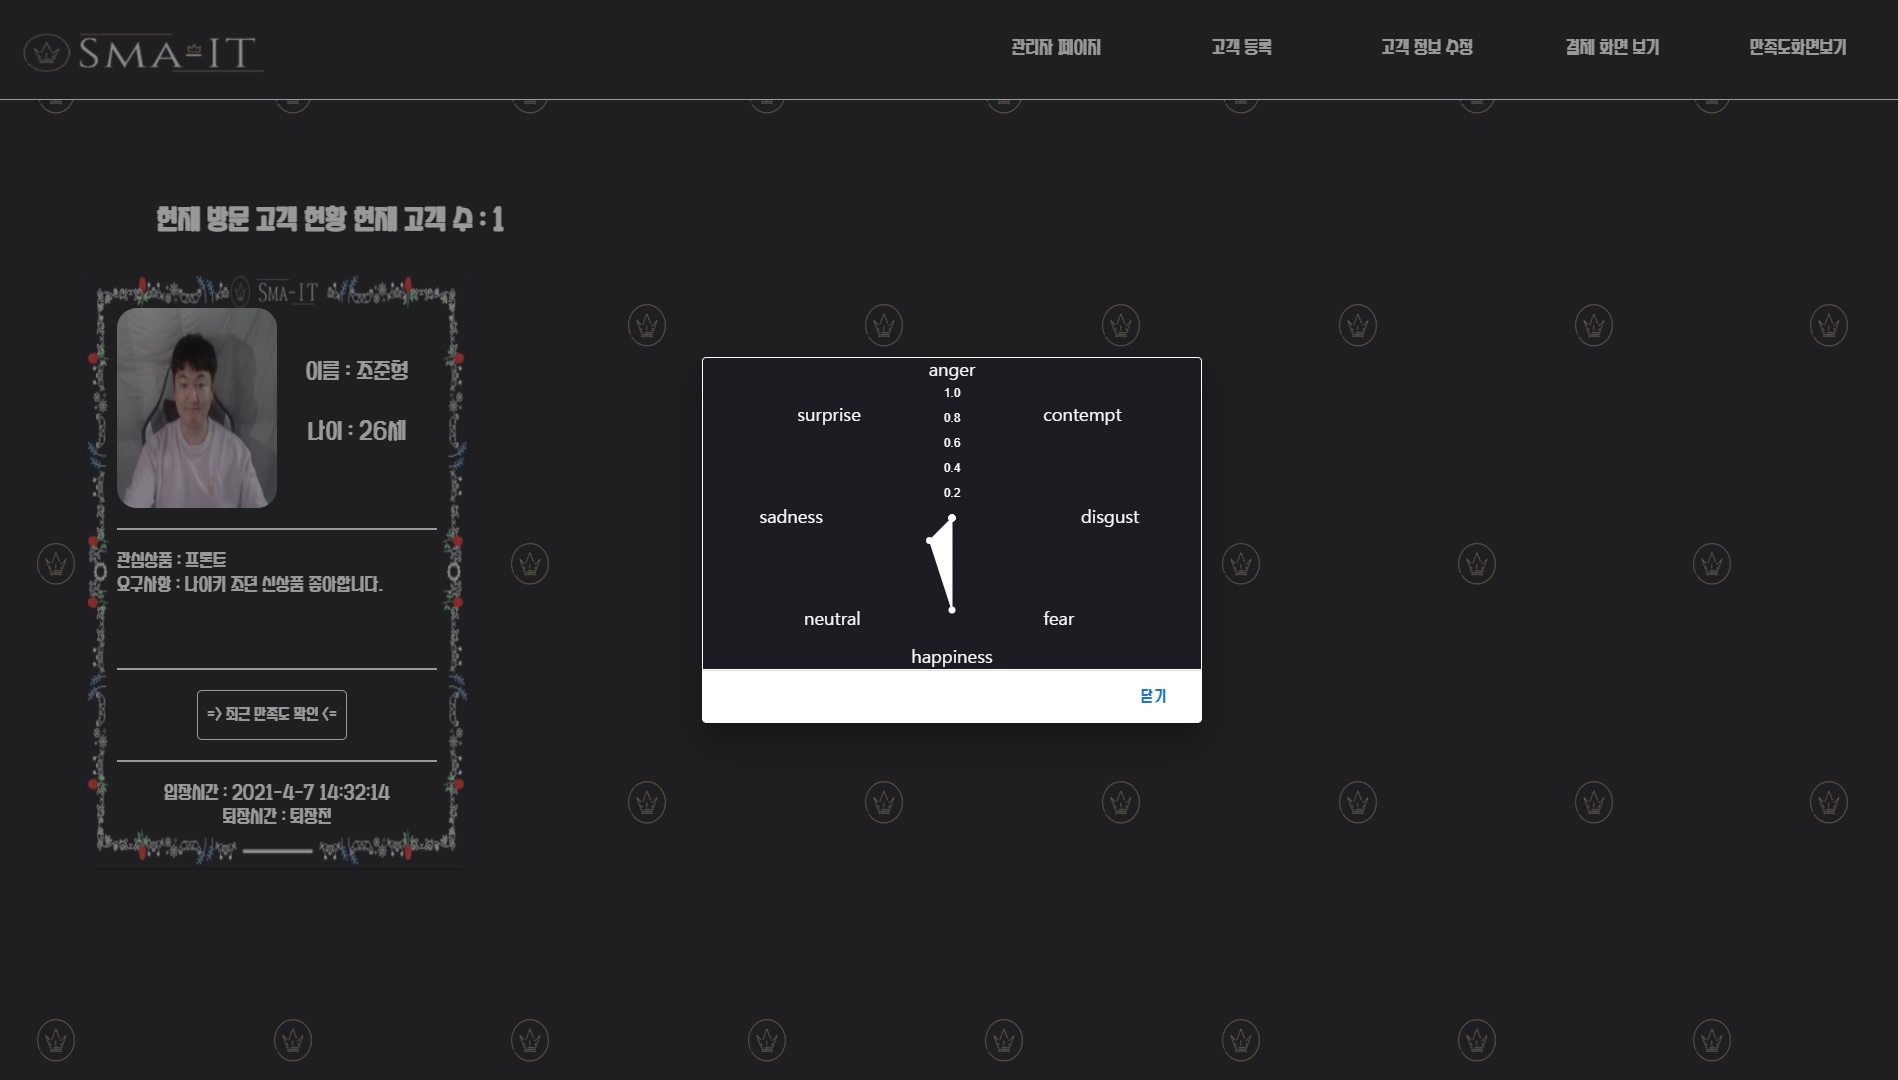 SMA-IT
관리자 페이지
고객 등록
고객 정보 수정
결제 화면 보기
만족도화면보기
현재 방문 고객 현황 현재 고객 수 : 1
SMA-IT
이름 : 조준형
나이 : 26세
관심상품 : 프론트
요구사항 : 나이키 조던 신상품 좋아합니다.
=> 최근 만족도 확인 <=
입장시간 : 2021-4-7 14:32:14
퇴장시간 : 퇴장전
anger
1.0
surprise
0.8
contempt
0.6
0.4
0.2
sadness
disgust
neutral
fear
happiness
닫기